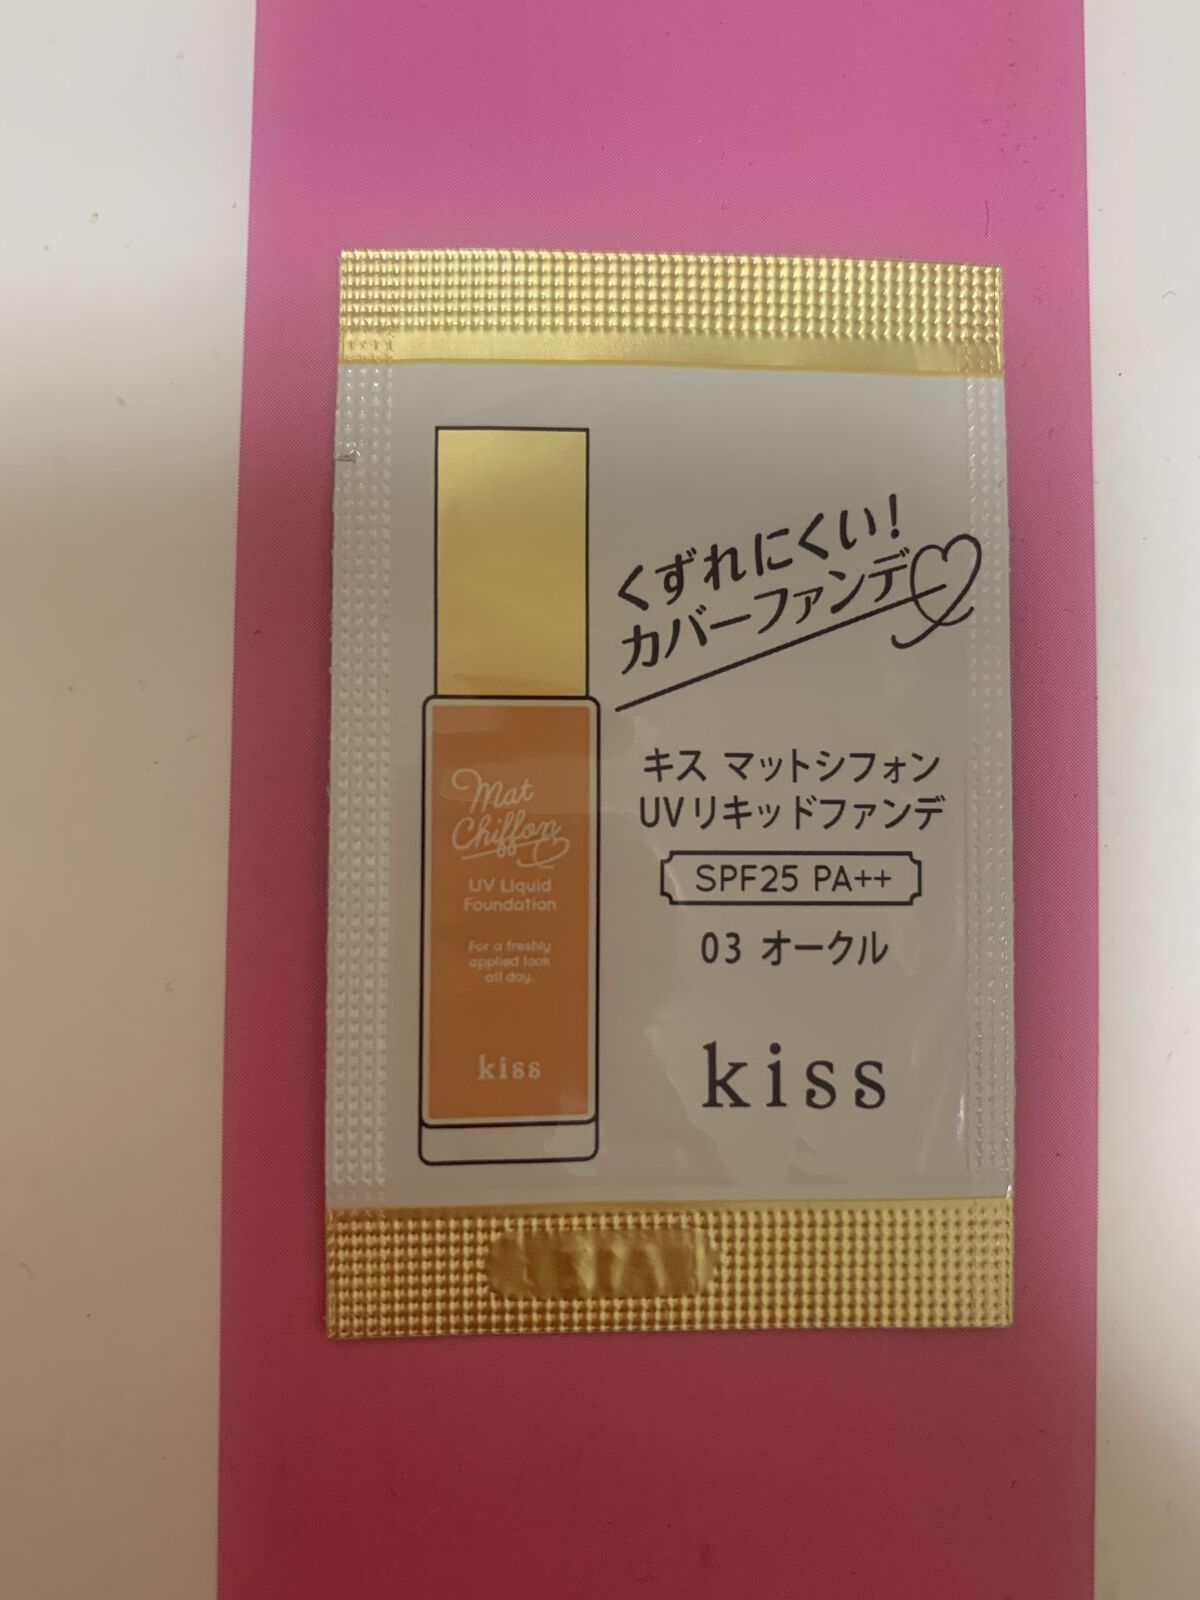 くずれにくい!
カバーファンデ
キス マットシフォン
UVリキッドファンデ
SPF25 PA++
03 オークル
kiss
Mat
Chiffon
UV Liquid
Foundation
For a freshly
applied look
all day.
kiss